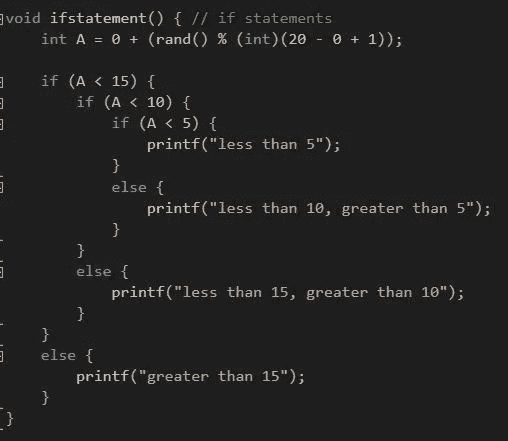 void ifstatement() { // if statements
    int A = 0 + (rand() % (int)(20 - 0 + 1));

    if (A < 15) {
        if (A < 10) {
            if (A < 5) {
                printf("less than 5");
            }
            else {
                printf("less than 10, greater than 5");
            }
        }
        else {
            printf("less than 15, greater than 10");
        }
    }
    else {
        printf("greater than 15");
    }
}